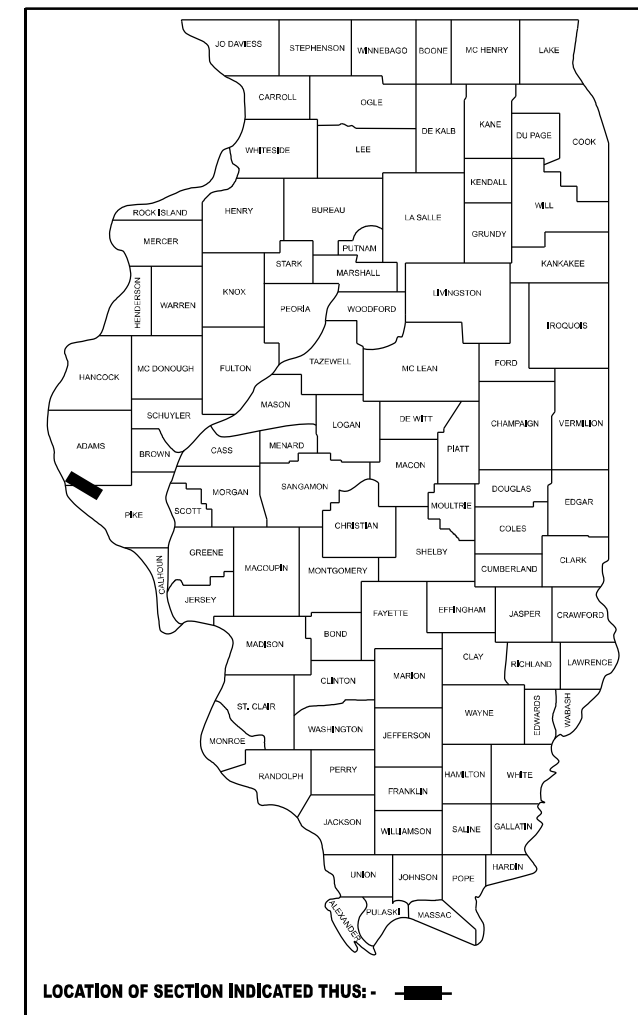 JO DAVIESS
STEPHENSON
WINNEBAGO
BOONE
MC HENRY
LAKE
CARROLL
OGLE
DE KALB
KANE
DU PAGE
COOK
WHITESIDE
LEE
KENDALL
WILL
ROCK ISLAND
HENRY
BUREAU
LA SALLE
GRUNDY
MERCER
PUTNAM
STARK
MARSHALL
KANKAKEE
HENDERSON
WARREN
KNOX
PEORIA
WOODFORD
LIVINGSTON
IROQUOIS
HANCOCK
MC DONOUGH
FULTON
TAZEWELL
MC LEAN
FORD
SCHUYLER
MASON
LOGAN
DE WITT
CHAMPAIGN
VERMILION
ADAMS
BROWN
CASS
MENARD
MACON
PIATT
PIKE
SCOTT
MORGAN
SANGAMON
CHRISTIAN
MOULTRIE
DOUGLAS
EDGAR
COLES
CALHOUN
GREENE
MACOUPIN
MONTGOMERY
SHELBY
CUMBERLAND
CLARK
JERSEY
FAYETTE
EFFINGHAM
JASPER
CRAWFORD
MADISON
BOND
CLAY
RICHLAND
LAWRENCE
CLINTON
MARION
ST. CLAIR
WAYNE
EDWARDS
WABASH
MONROE
WASHINGTON
JEFFERSON
RANDOLPH
PERRY
HAMILTON
WHITE
FRANKLIN
JACKSON
WILLIAMSON
SALINE
GALLATIN
UNION
JOHNSON
POPE
HARDIN
ALEXANDER
PULASKI
MASSAC
LOCATION OF SECTION INDICATED THUS: -